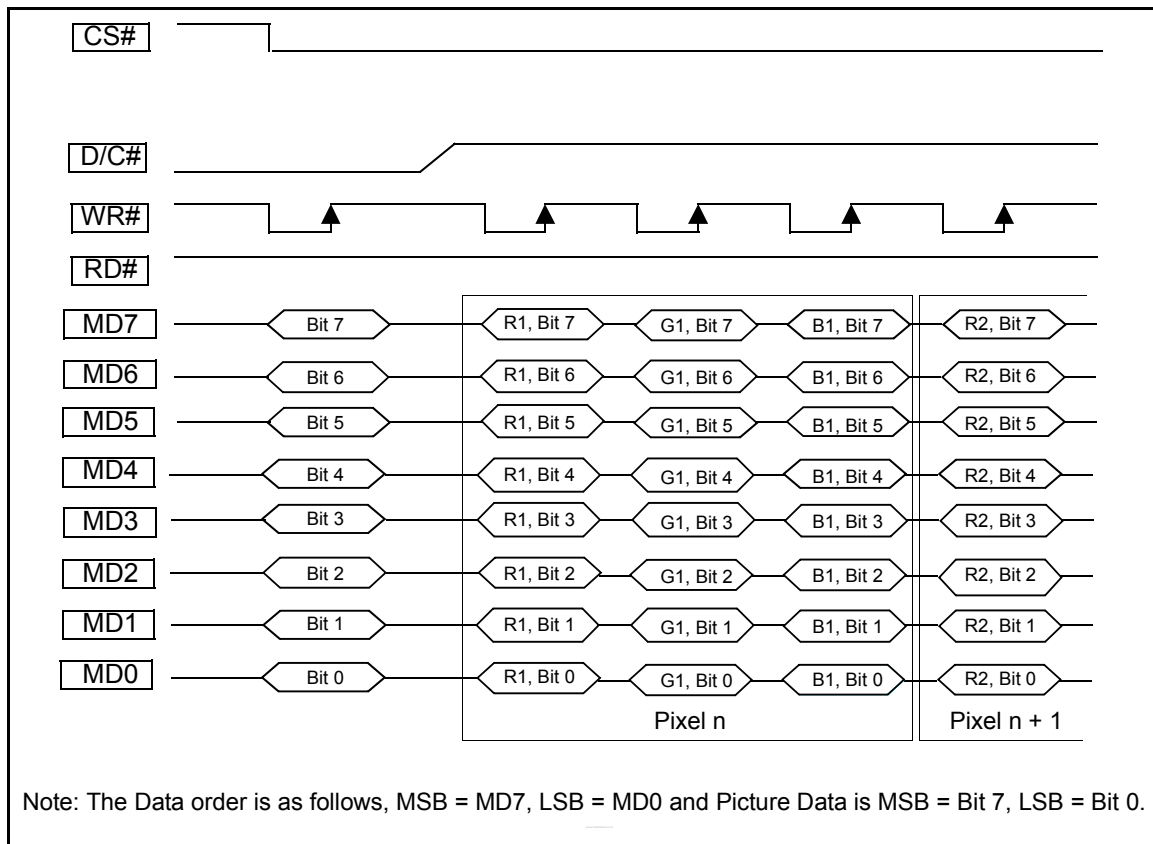 CS#
D/C#
WR#
RD#
MD7 Bit 7 R1, Bit 7 G1, Bit 7 B1, Bit 7 R2, Bit 7
MD6 Bit 6 R1, Bit 6 G1, Bit 6 B1, Bit 6 R2, Bit 6
MD5 Bit 5 R1, Bit 5 G1, Bit 5 B1, Bit 5 R2, Bit 5
MD4 Bit 4 R1, Bit 4 G1, Bit 4 B1, Bit 4 R2, Bit 4
MD3 Bit 3 R1, Bit 3 G1, Bit 3 B1, Bit 3 R2, Bit 3
MD2 Bit 2 R1, Bit 2 G1, Bit 2 B1, Bit 2 R2, Bit 2
MD1 Bit 1 R1, Bit 1 G1, Bit 1 B1, Bit 1 R2, Bit 1
MD0 Bit 0 R1, Bit 0 G1, Bit 0 B1, Bit 0 R2, Bit 0
Pixel n Pixel n + 1
Note: The Data order is as follows, MSB = MD7, LSB = MD0 and Picture Data is MSB = Bit 7, LSB = Bit 0.